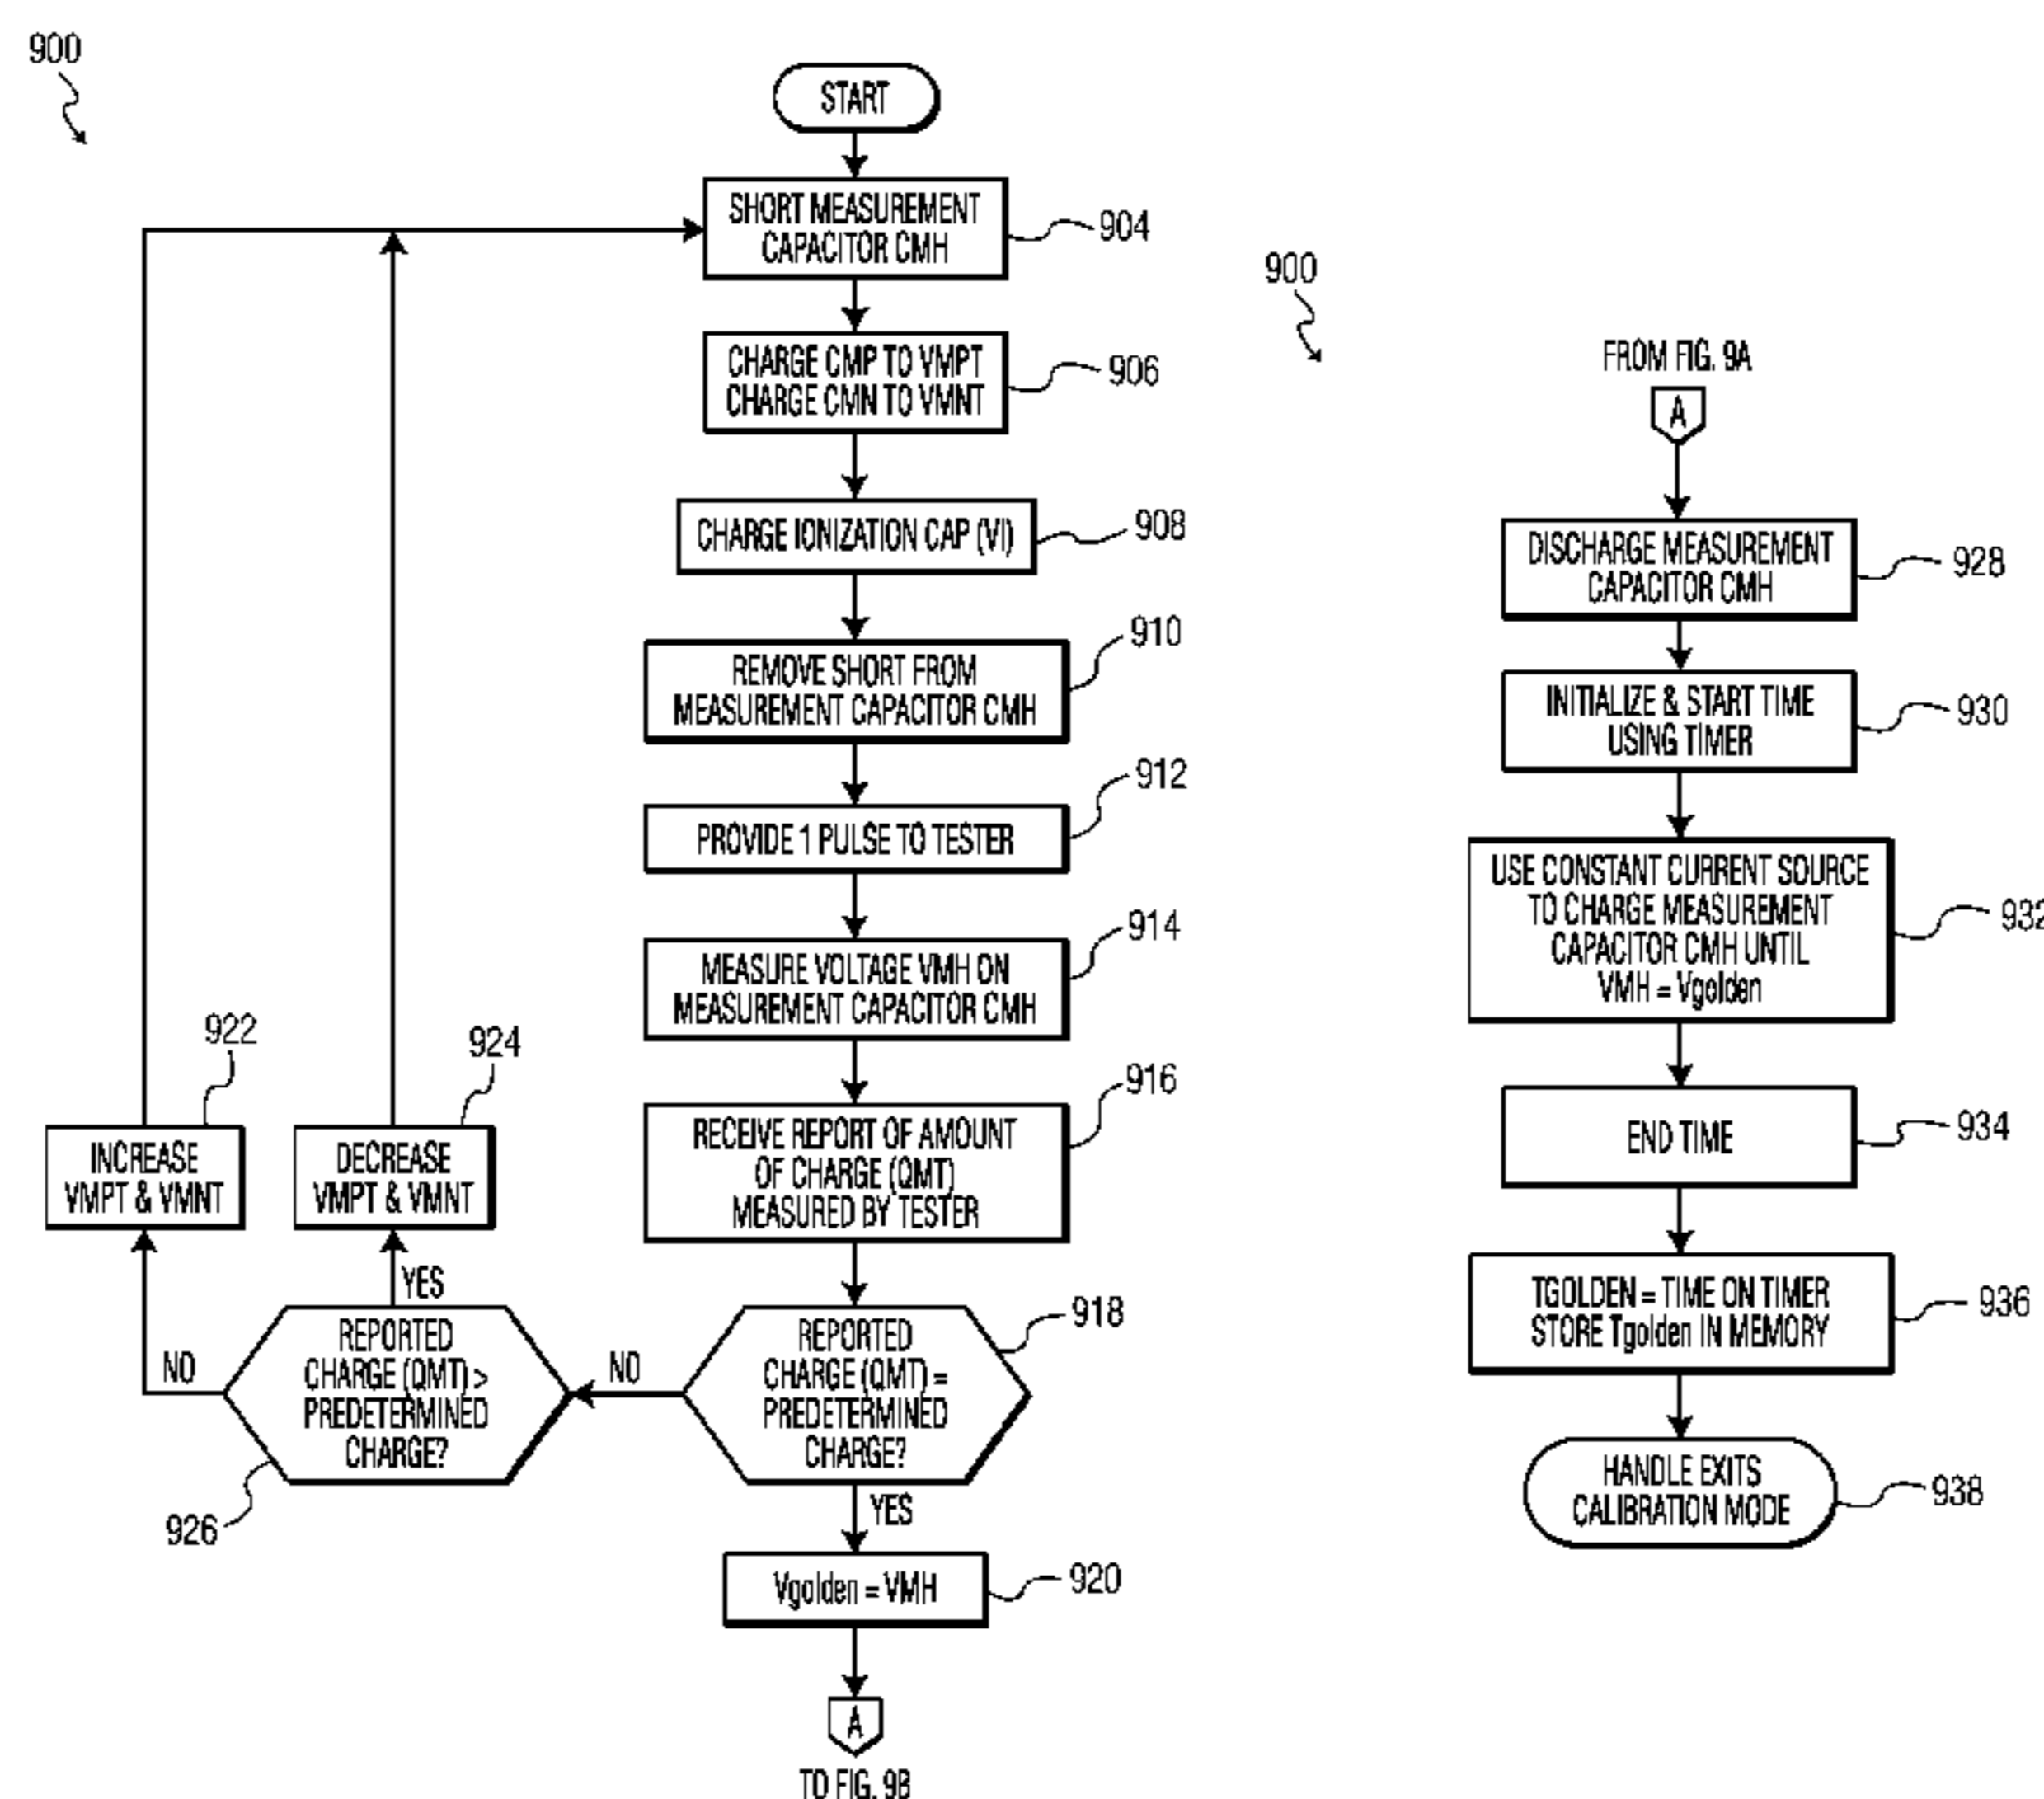 900
START
SHORT MEASUREMENT
CAPACITOR CMH
904
CHARGE CMP TO VMPT
CHARGE CMN TO VMNT
906
CHARGE IONIZATION CAP (VI)
908
REMOVE SHORT FROM
MEASUREMENT CAPACITOR CMH
910
PROVIDE 1 PULSE TO TESTER
912
MEASURE VOLTAGE VMH ON
MEASUREMENT CAPACITOR CMH
914
RECEIVE REPORT OF AMOUNT
OF CHARGE (QMT)
MEASURED BY TESTER
916
REPORTED
CHARGE (QMT) =
PREDETERMINED
CHARGE?
918
NO
YES
REPORTED
CHARGE (QMT) >
PREDETERMINED
CHARGE?
926
NO
YES
INCREASE
VMPT & VMNT
922
DECREASE
VMPT & VMNT
924
Vgolden = VMH
920
A
TO FIG. 9B
900
FROM FIG. 9A
A
DISCHARGE MEASUREMENT
CAPACITOR CMH
928
INITIALIZE & START TIME
USING TIMER
930
USE CONSTANT CURRENT SOURCE
TO CHARGE MEASUREMENT
CAPACITOR CMH UNTIL
VMH = Vgolden
932
END TIME
934
TGOLDEN = TIME ON TIMER
STORE Tgolden IN MEMORY
936
HANDLE EXITS
CALIBRATION MODE
938